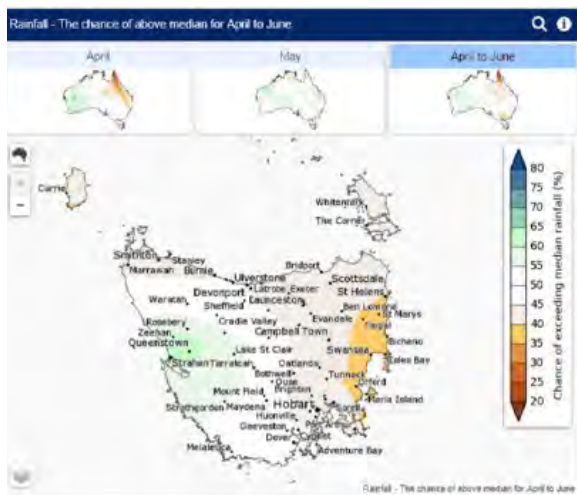 Rainfall - The chance of above median for April to June
April
May
April to June
Currie
Whitemark
The Corner
Smithton
Stanley
Marrawah
Burnie
Ulverstone
Bridport
Devonport
Latrobe
Exeter
Scottsdale
St Helens
Waratah
Sheffield
Launceston
Ben Lomond
St Marys
Rosebery
Cradle Valley
Evandale
Fingal
Zeehan
Campbell Town
Bicheno
Queenstown
Lake St Clair
Swansea
Coles Bay
Strahan
Tarraleah
Oatlands
Bothwell
Tunnack
Ouse
Orford
Mount Field
Brighton
Maria Island
Strathgordon
Maydena
Hobart
Sorell
Huonville
Port Arthur
Geeveston
Dover
Cygnet
Melaleuca
Adventure Bay
80
75
70
65
60
55
50
45
40
35
30
25
20
Chance of exceeding median rainfall (%)
Rainfall - The chance of above median for April to June